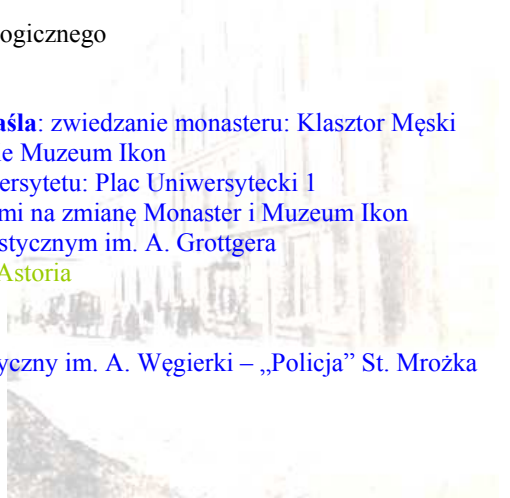 ogicznego
aśla: zwiedzanie monasteru: Klasztor Męski
ie Muzeum Ikon
ersytetu: Plac Uniwersytecki 1
mi na zmianę Monaster i Muzeum Ikon
stycznym im. A. Grottgera
Astoria
yczny im. A. Węgierki – „Policja” St. Mrożka